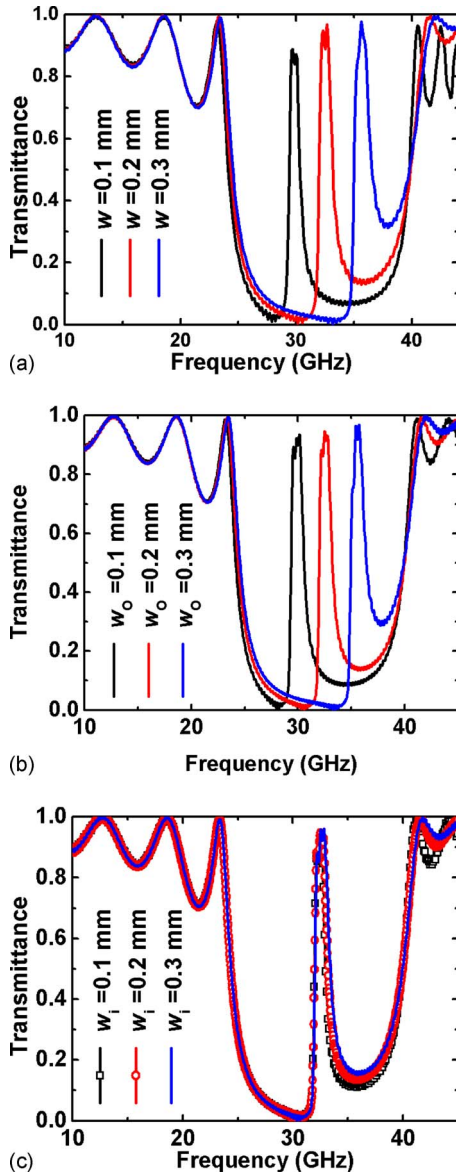 1.0
0.8
0.6
0.4
0.2
0.0
Transmittance
w =0.1 mm
w =0.2 mm
w =0.3 mm
10 20 30 40
Frequency (GHz)
(a)
1.0
0.8
0.6
0.4
0.2
0.0
Transmittance
wO =0.1 mm
wO =0.2 mm
wO =0.3 mm
10 20 30 40
Frequency (GHz)
(b)
1.0
0.8
0.6
0.4
0.2
0.0
Transmittance
wi =0.1 mm
wi =0.2 mm
wi =0.3 mm
10 20 30 40
Frequency (GHz)
(c)